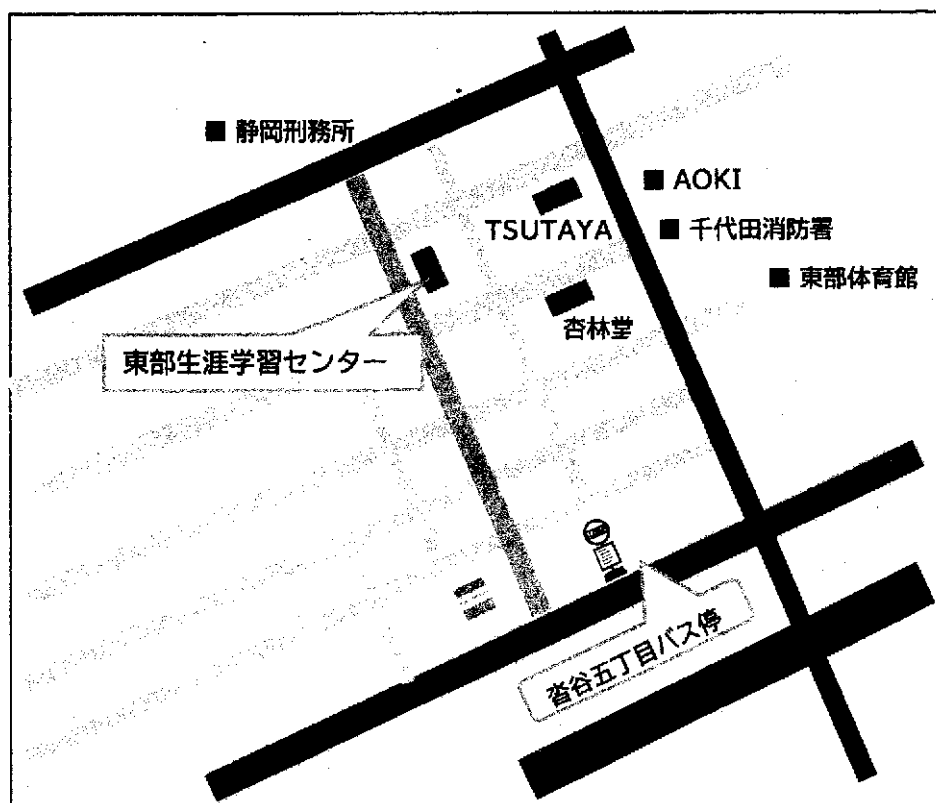 静岡刑務所
AOKI
TSUTAYA
千代田消防署
東部体育館
杏林堂
東部生涯学習センター
沓谷五丁目バス停